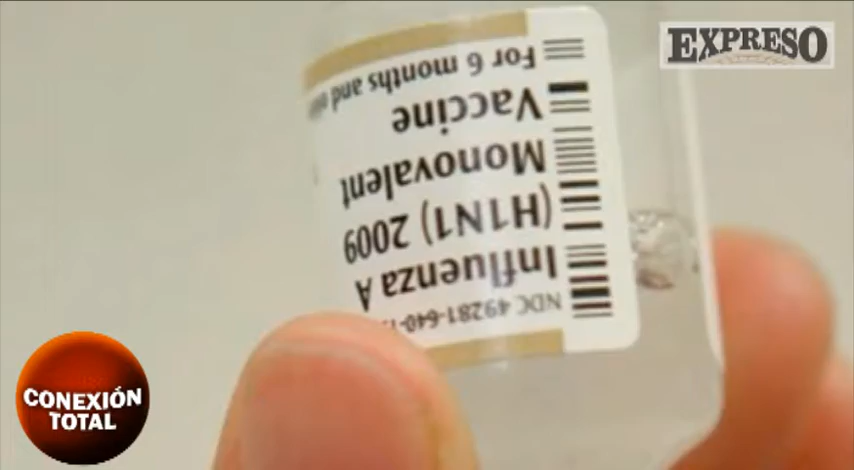 EXPRESO
NDC 49281-640-
Influenza A
(H1N1) 2009
Monovalent
Vaccine
For 6 months and
CONEXIÓN
TOTAL